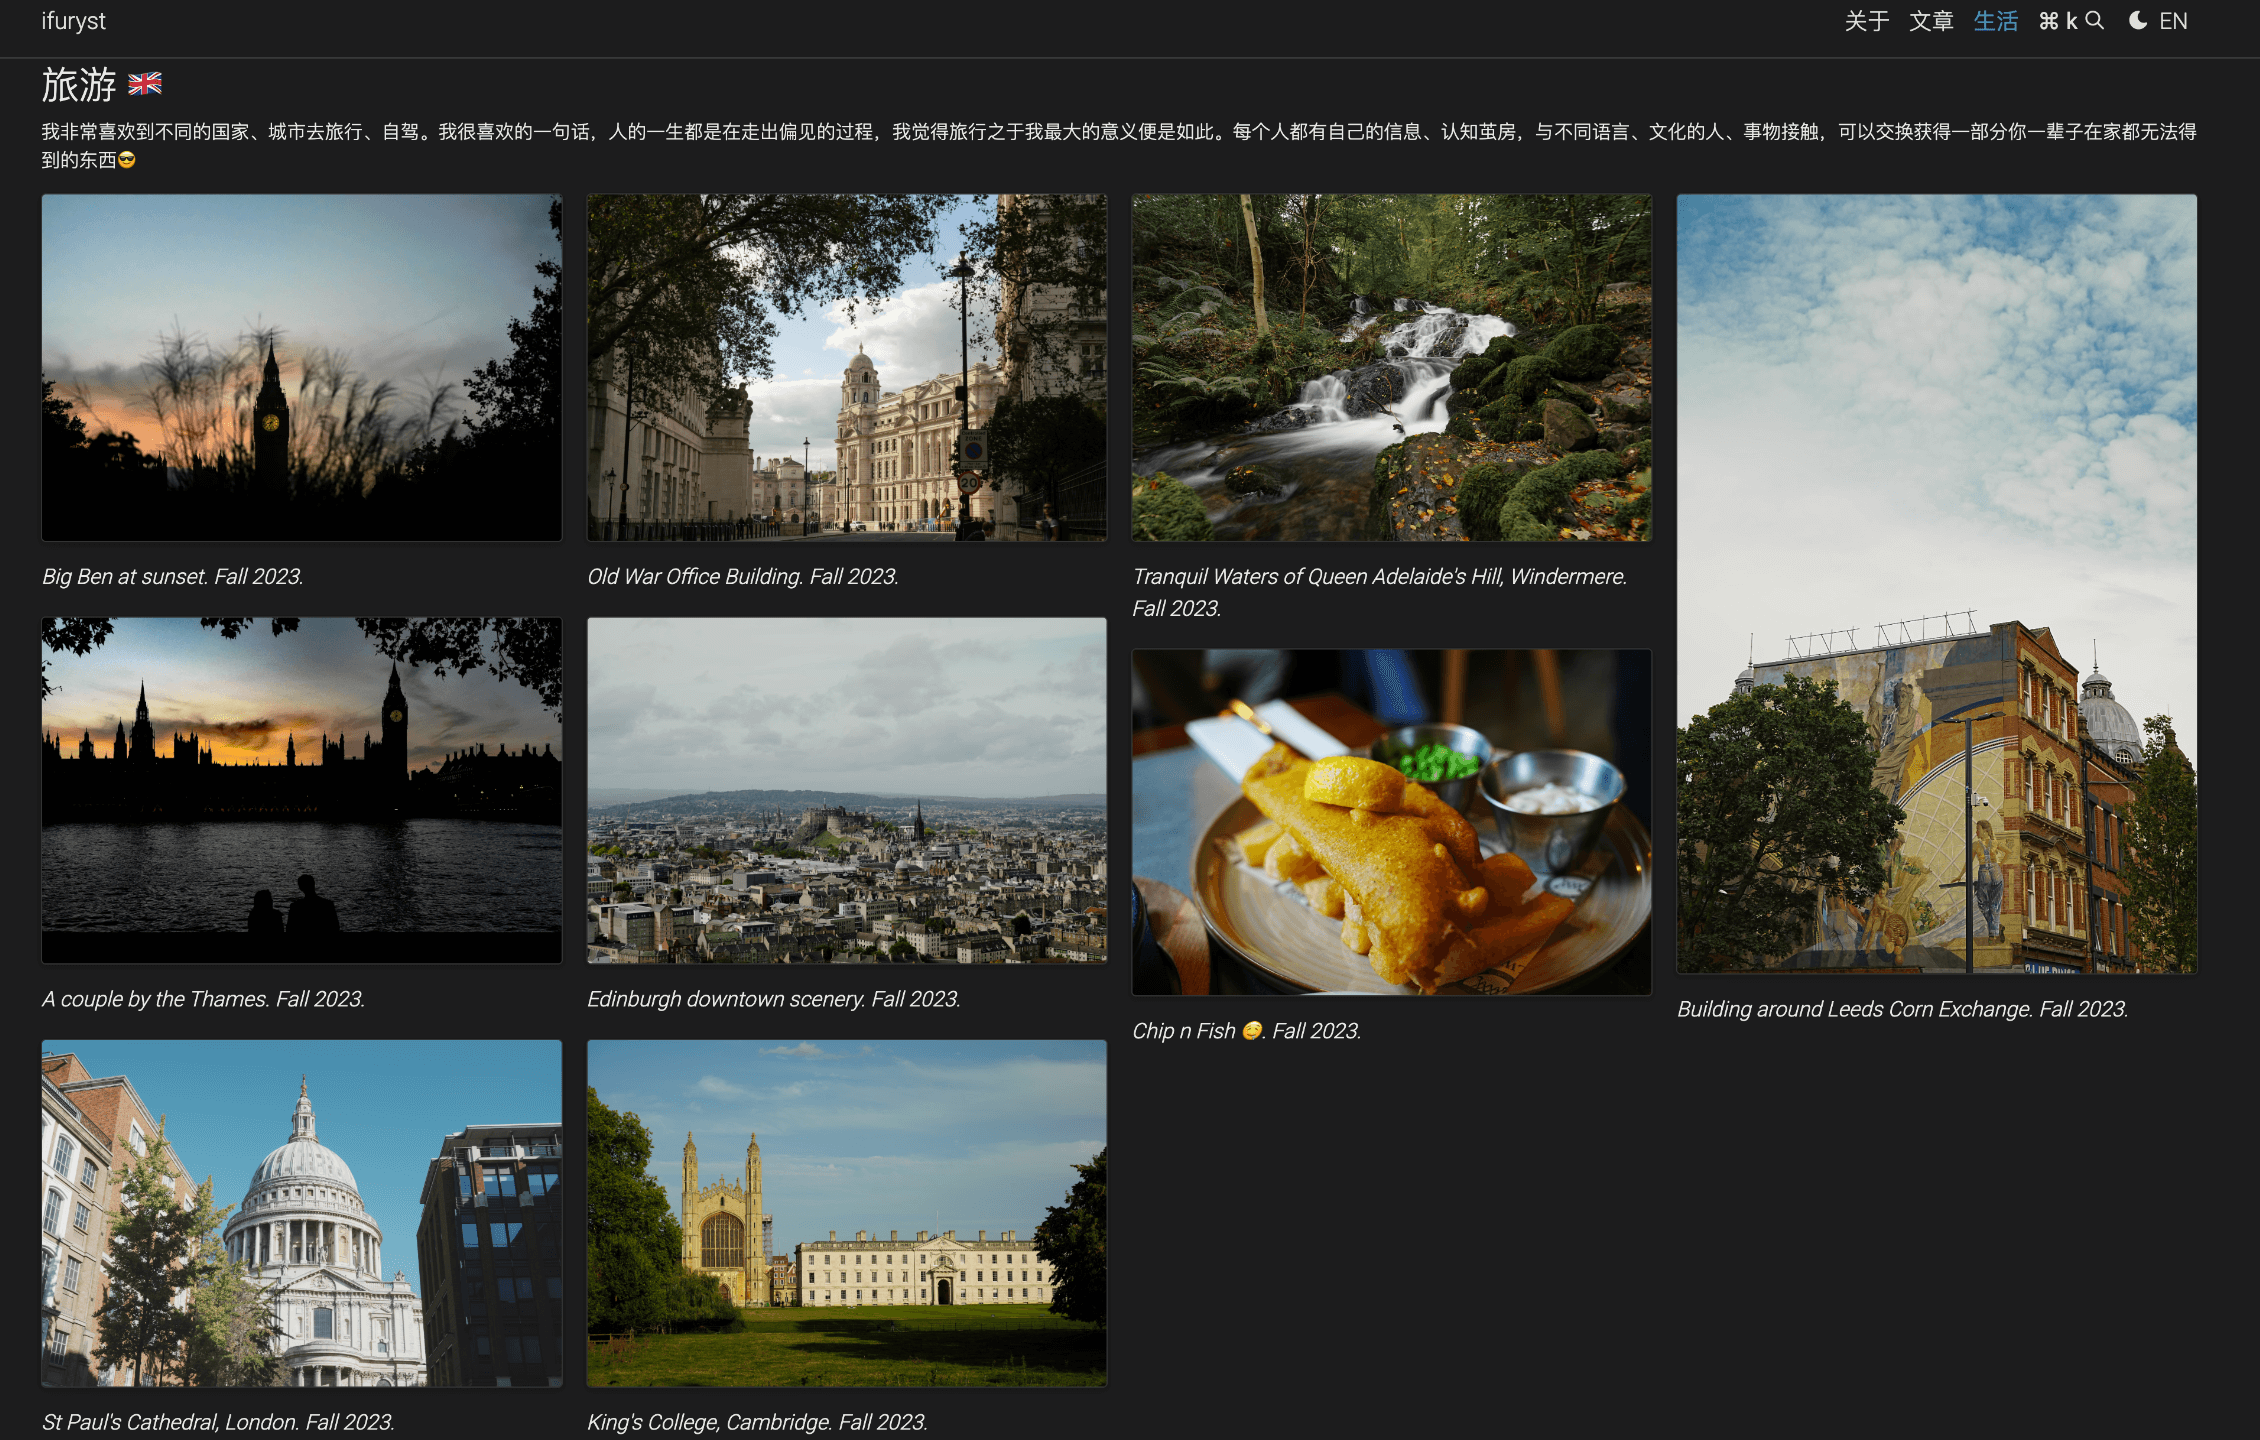 ifuryst
关于 文章 生活 ⌘ k EN
旅游 🇬🇧
我非常喜欢到不同的国家、城市去旅行、自驾。我很喜欢的一句话，人的一生都是在走出偏见的过程，我觉得旅行之于我最大的意义便是如此。每个人都有自己的信息、认知茧房，与不同语言、文化的人、事物接触，可以交换获得一部分你一辈子在家都无法得
到的东西😎
ZONE
20
Big Ben at sunset. Fall 2023.
Old War Office Building. Fall 2023.
Tranquil Waters of Queen Adelaide's Hill, Windermere.
Fall 2023.
A couple by the Thames. Fall 2023.
Edinburgh downtown scenery. Fall 2023.
Chip n Fish 🤤. Fall 2023.
Building around Leeds Corn Exchange. Fall 2023.
St Paul's Cathedral, London. Fall 2023.
King's College, Cambridge. Fall 2023.